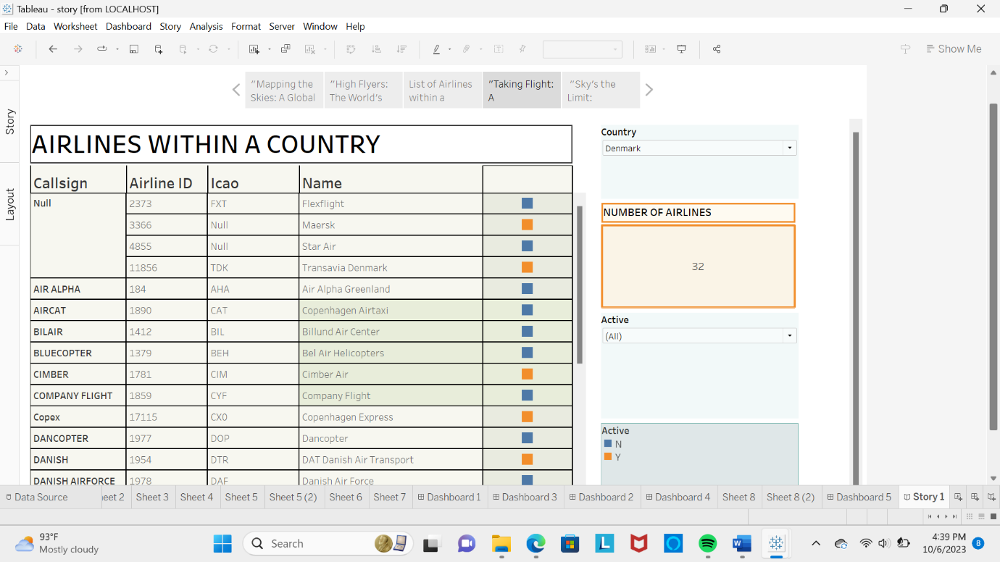 Tableau - story [from LOCALHOST]
File Data Worksheet Dashboard Story Analysis Format Server Window Help
Show Me
"Mapping the
Skies: A Global
"High Flyers:
The World's
List of Airlines
within a
"Taking Flight:
A
"Sky's the
Limit:
Story
Layout
AIRLINES WITHIN A COUNTRY
Callsign Airline ID Icao Name
Null 2373 FXT Flexflight
3366 Null Maersk
4855 Null Star Air
11856 TDK Transavia Denmark
AIR ALPHA 184 AHA Air Alpha Greenland
AIRCAT 1890 CAT Copenhagen Airtaxi
BILAIR 1412 BIL Billund Air Center
BLUECOPTER 1379 BEH Bel Air Helicopters
CIMBER 1781 CIM Cimber Air
COMPANY FLIGHT 1859 CYF Company Flight
Copex 17115 CX0 Copenhagen Express
DANCOPTER 1977 DOP Dancopter
DANISH 1954 DTR DAT Danish Air Transport
DANISH AIRFORCE 1978 DAF Danish Air Force
Country
Denmark
NUMBER OF AIRLINES
32
Active
(All)
Active
N
Y
Data Source eet 2 Sheet 3 Sheet 4 Sheet 5 Sheet 5 (2) Sheet 6 Sheet 7 Dashboard 1 Dashboard 3 Dashboard 2 Dashboard 4 Sheet 8 Sheet 8 (2) Dashboard 5 Story 1
93°F
Mostly cloudy
Search
4:39 PM
10/6/2023
8